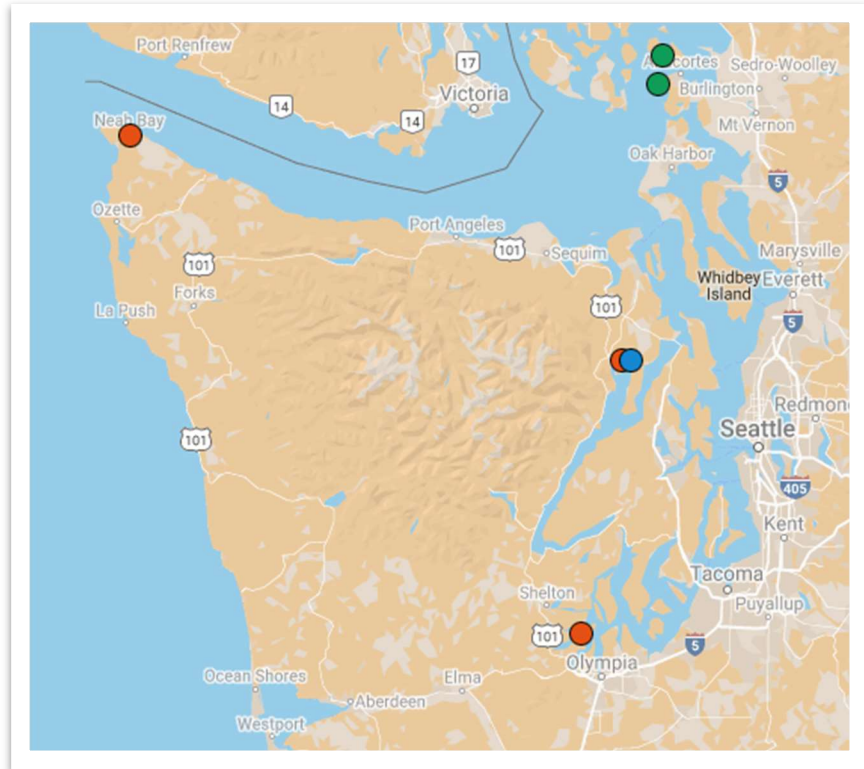 Port Renfrew
17
Sedro-Woolley
Burlington
Victoria
14
14
Mt Vernon
Neah Bay
Oak Harbor
5
Ozette
Port Angeles
101
Sequim
Marysville
101
Whidbey
Island
Everett
Forks
101
La Push
5
Redmon
101
Seattle
405
Kent
Tacoma
Shelton
Puyallup
101
5
Olympia
Ocean Shores
Elma
Aberdeen
Westport